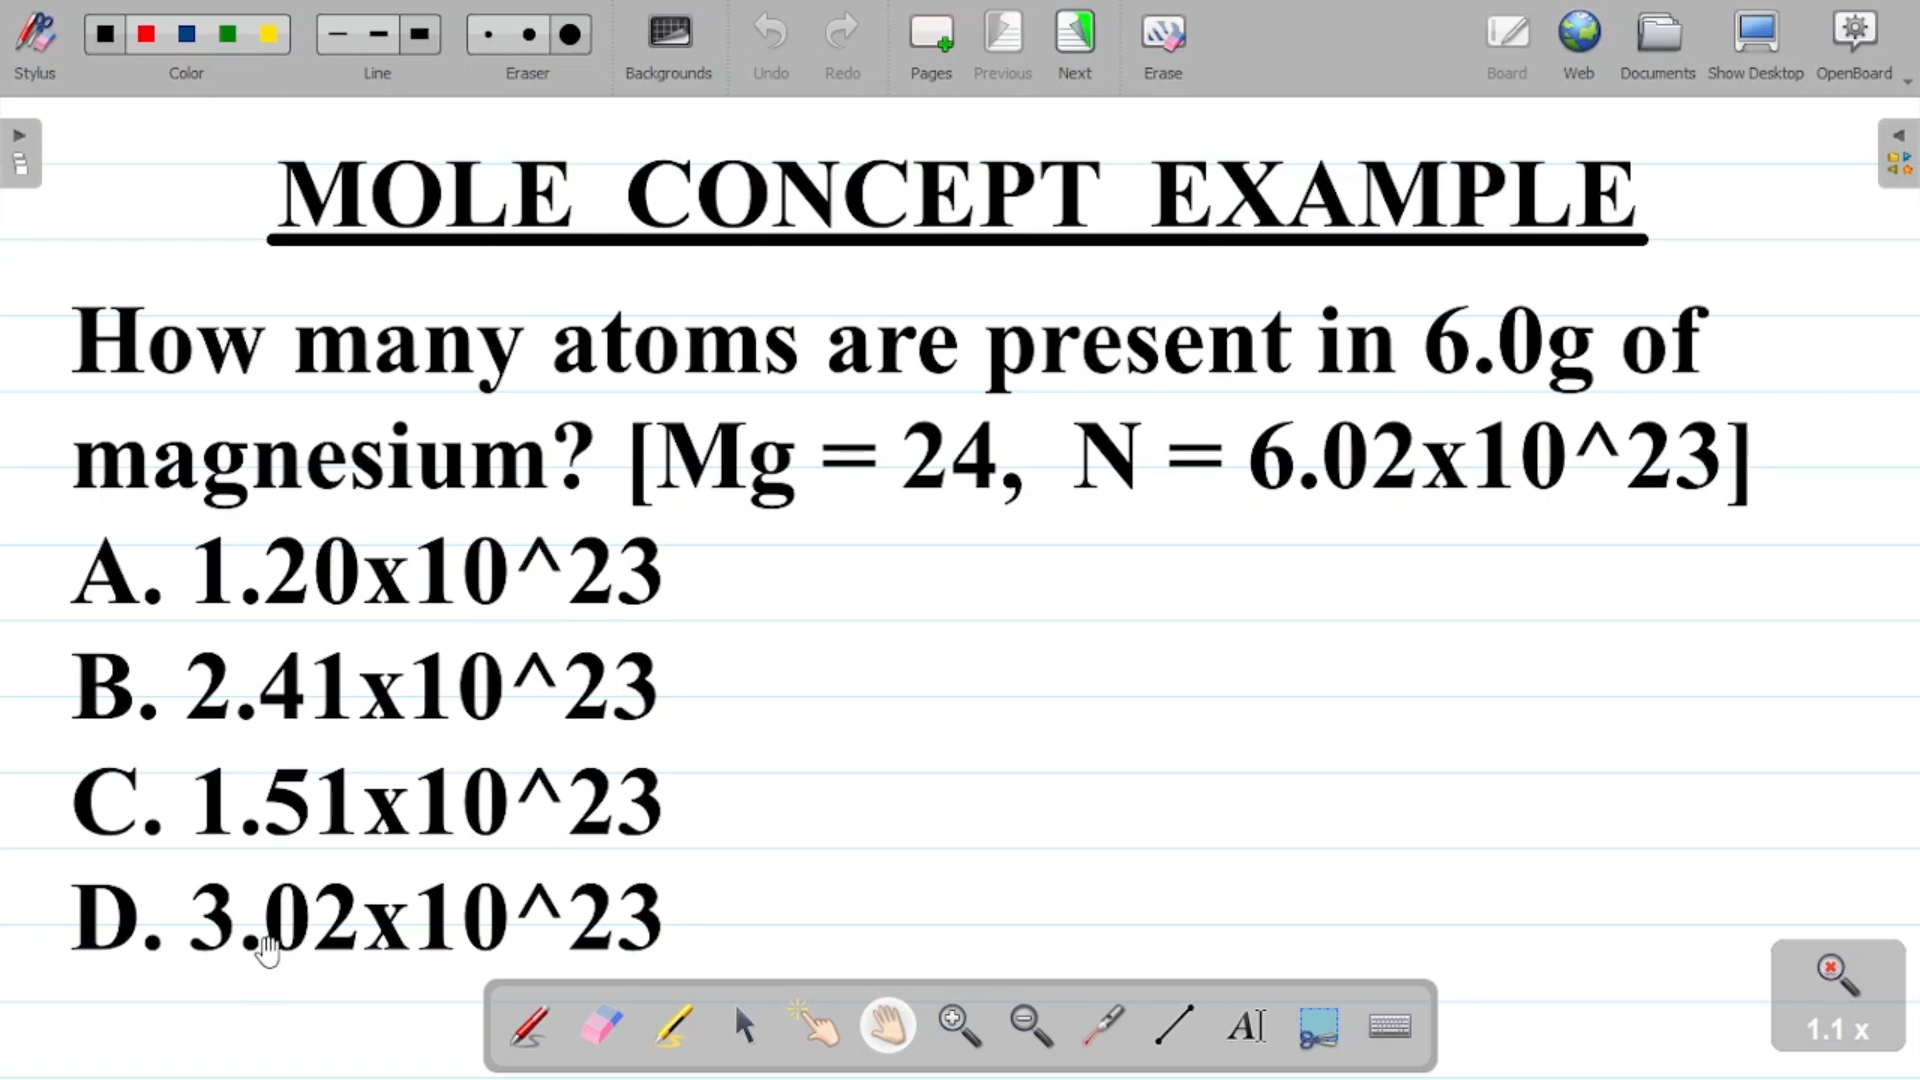 Stylus Color Line Eraser Backgrounds Undo Redo Pages Previous Next Erase Board Web Documents Show Desktop OpenBoard
MOLE CONCEPT EXAMPLE
How many atoms are present in 6.0g of
magnesium? [Mg = 24, N = 6.02x10^23]
A. 1.20x10^23
B. 2.41x10^23
C. 1.51x10^23
D. 3.02x10^23
AI
1.1 x